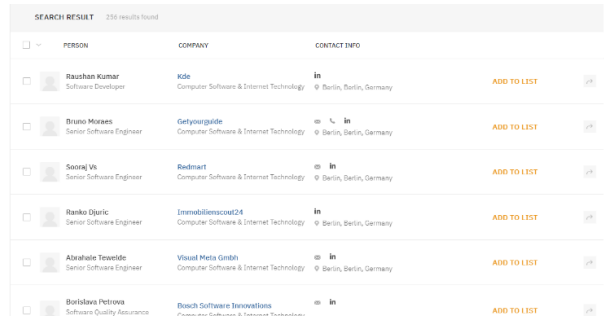 SEARCH RESULT 236 results found
PERSON COMPANY CONTACT INFO
Raushan Kumar Kde in
Software Developer Computer Software & Internet Technology Berlin, Berlin, Germany ADD TO LIST
Bruno Moraes Getyourguide in
Senior Software Engineer Computer Software & Internet Technology Berlin, Berlin, Germany ADD TO LIST
Sooraj Vs Redmart in
Senior Software Engineer Computer Software & Internet Technology Berlin, Berlin, Germany ADD TO LIST
Ranko Djuric Immobilienscout24 in
Senior Software Engineer Computer Software & Internet Technology Berlin, Berlin, Germany ADD TO LIST
Abrahale Tewelde Visual Meta Gmbh in
Senior Software Engineer Computer Software & Internet Technology Berlin, Berlin, Germany ADD TO LIST
Borislava Petrova Bosch Software Innovations in
Software Quality Assurance Computer Software & Internet Technology ADD TO LIST